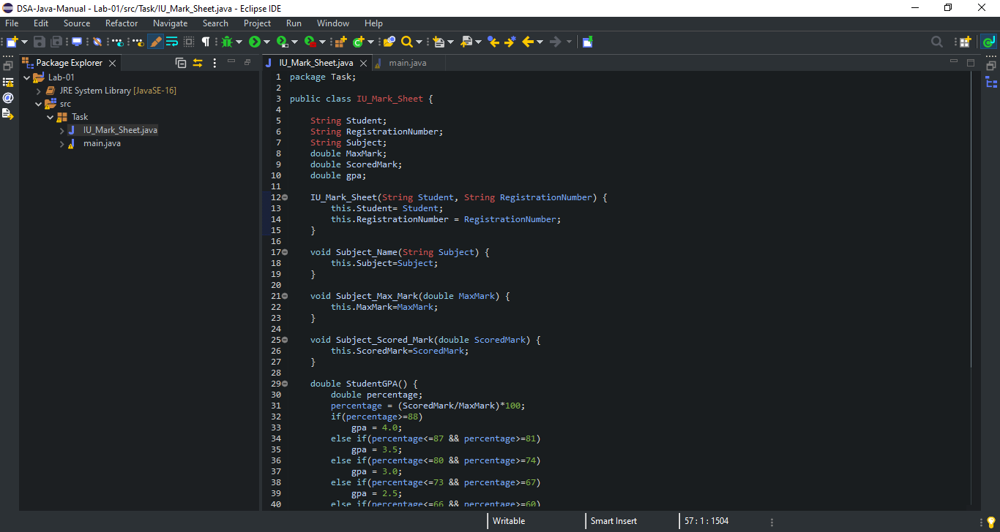 DSA-Java-Manual - Lab-01/src/Task/IU_Mark_Sheet.java - Eclipse IDE
File Edit Source Refactor Navigate Search Project Run Window Help
Package Explorer
Lab-01
JRE System Library [JavaSE-16]
src
Task
IU_Mark_Sheet.java
main.java
IU_Mark_Sheet.java main.java
1 package Task;
2
3 public class IU_Mark_Sheet {
4
5 String Student;
6 String RegistrationNumber;
7 String Subject;
8 double MaxMark;
9 double ScoredMark;
10 double gpa;
11
12 IU_Mark_Sheet(String Student, String RegistrationNumber) {
13 this.Student= Student;
14 this.RegistrationNumber = RegistrationNumber;
15 }
16
17 void Subject_Name(String Subject) {
18 this.Subject=Subject;
19 }
20
21 void Subject_Max_Mark(double MaxMark) {
22 this.MaxMark=MaxMark;
23 }
24
25 void Subject_Scored_Mark(double ScoredMark) {
26 this.ScoredMark=ScoredMark;
27 }
28
29 double StudentGPA() {
30 double percentage;
31 percentage = (ScoredMark/MaxMark)*100;
32 if(percentage>=88)
33 gpa = 4.0;
34 else if(percentage<=87 && percentage>=81)
35 gpa = 3.5;
36 else if(percentage<=80 && percentage>=74)
37 gpa = 3.0;
38 else if(percentage<=73 && percentage>=67)
39 gpa = 2.5;
40 else if(percentage<=66 && percentage>=60)
Writable Smart Insert 57 : 1 : 1504